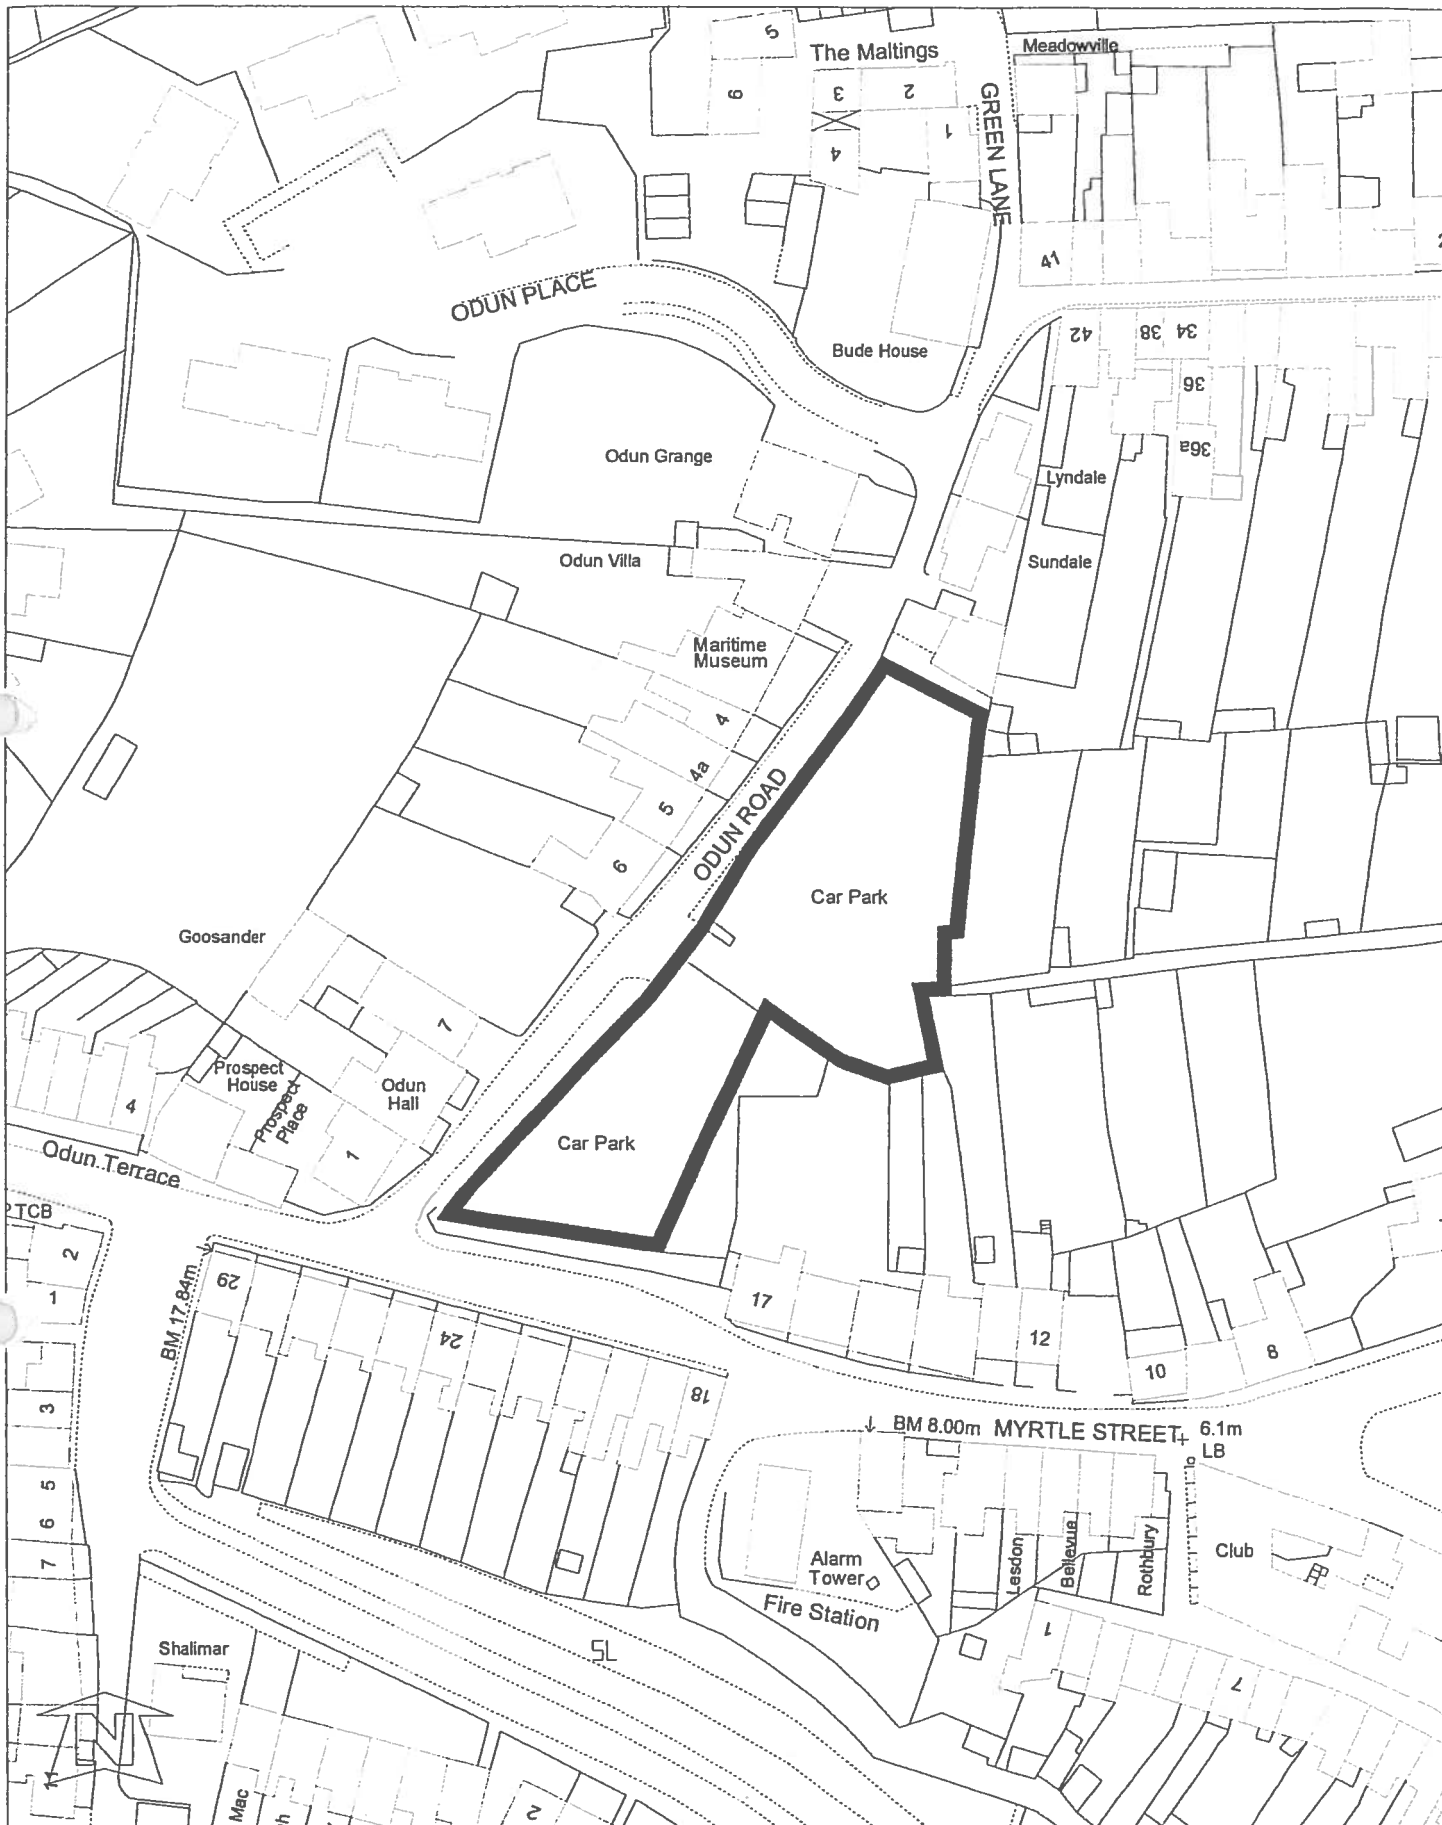 5
The Maltings
Meadowville
9
3
2
GREEN LANE
1
4
41
ODUN PLACE
42
38
34
Bude House
36
36a
Odun Grange
Lyndale
Odun Villa
Sundale
Maritime
Museum
4
4a
5
6
ODUN ROAD
Car Park
Goosander
7
Prospect
House
Prospect
Place
Odun
Hall
4
1
Car Park
Odun Terrace
TCB
2
1
BM 17.84m
29
24
18
17
12
10
8
3
BM 8.00m
MYRTLE STREET
6.1m
LB
5
6
7
Alarm
Tower
Fire Station
Lesdon
Bellevue
Rothbury
Club
Shalimar
SL
1
7
N
11
Mac
2